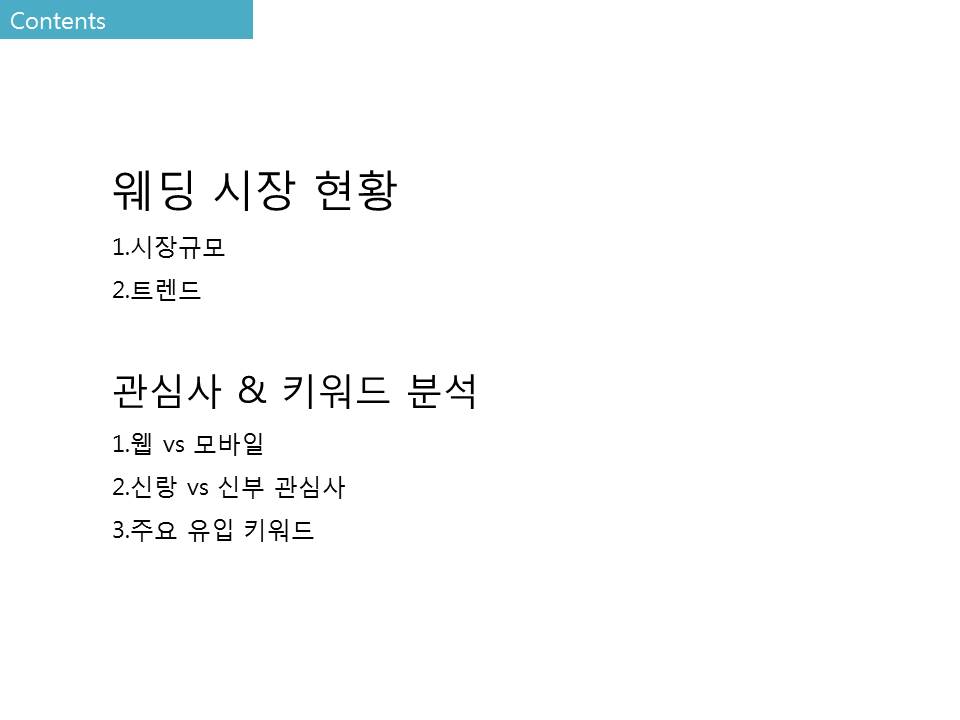 Contents
웨딩 시장 현황
1.시장규모
2.트렌드
관심사 & 키워드 분석
1.웹 vs 모바일
2.신랑 vs 신부 관심사
3.주요 유입 키워드